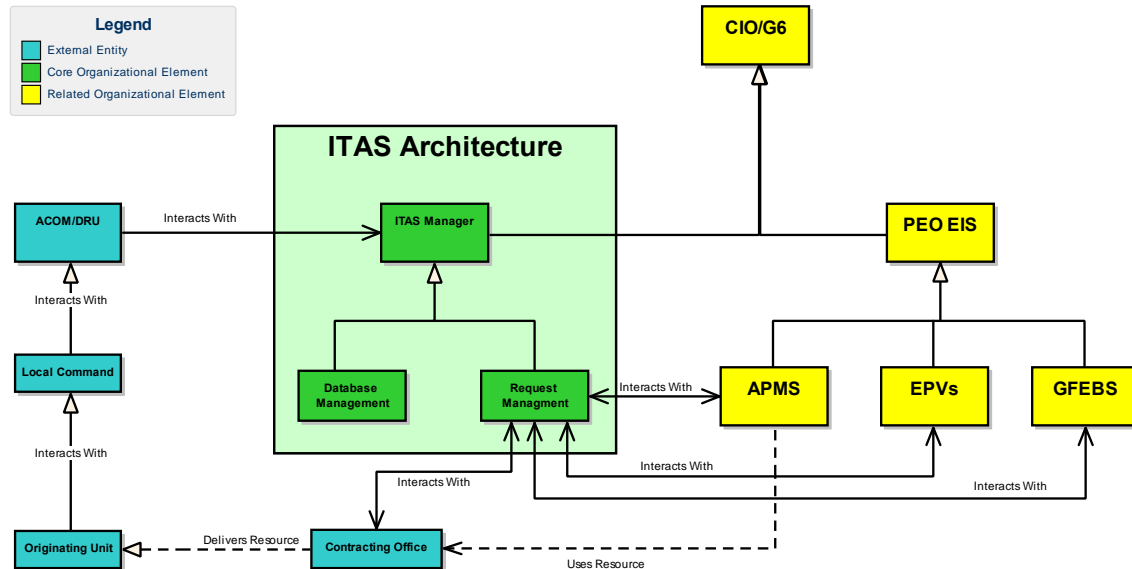 Legend
External Entity
Core Organizational Element
Related Organizational Element
CIO/G6
ITAS Architecture
ACOM/DRU
Interacts With
ITAS Manager
PEO EIS
Interacts With
Local Command
Database
Management
Request
Managment
Interacts With
APMS
EPVs
GFEBS
Interacts With
Interacts With
Interacts With
Interacts With
Originating Unit
Delivers Resource
Contracting Office
Uses Resource